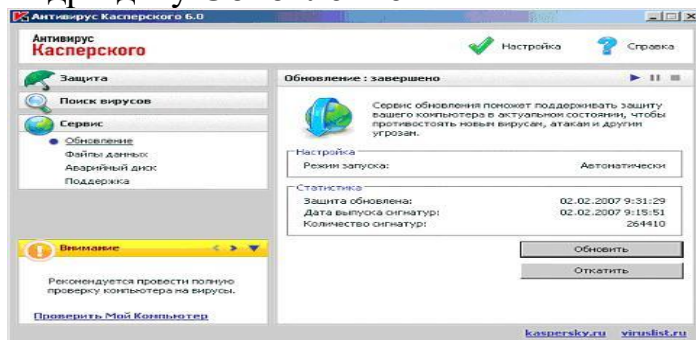 Антивирус Касперского 6.0
Антивирус
Касперского
Настройка
Справка
Защита
Поиск вирусов
Сервис
Обновление
Файлы данных
Аварийный диск
Поддержка
Внимание
Рекомендуется провести полную
проверку компьютера на вирусы.
Проверить Мой Компьютер
Обновление : завершено
Сервис обновления поможет поддерживать защиту
вашего компьютера в актуальном состоянии, чтобы
противостоять новым вирусам, атакам и другим
угрозам.
Настройка
Режим запуска: Автоматически
Статистика
Защита обновлена: 02.02.2007 9:31:29
Дата выпуска сигнатур: 02.02.2007 9:15:51
Количество сигнатур: 264410
Обновить
Откатить
kaspersky.ru viruslist.ru